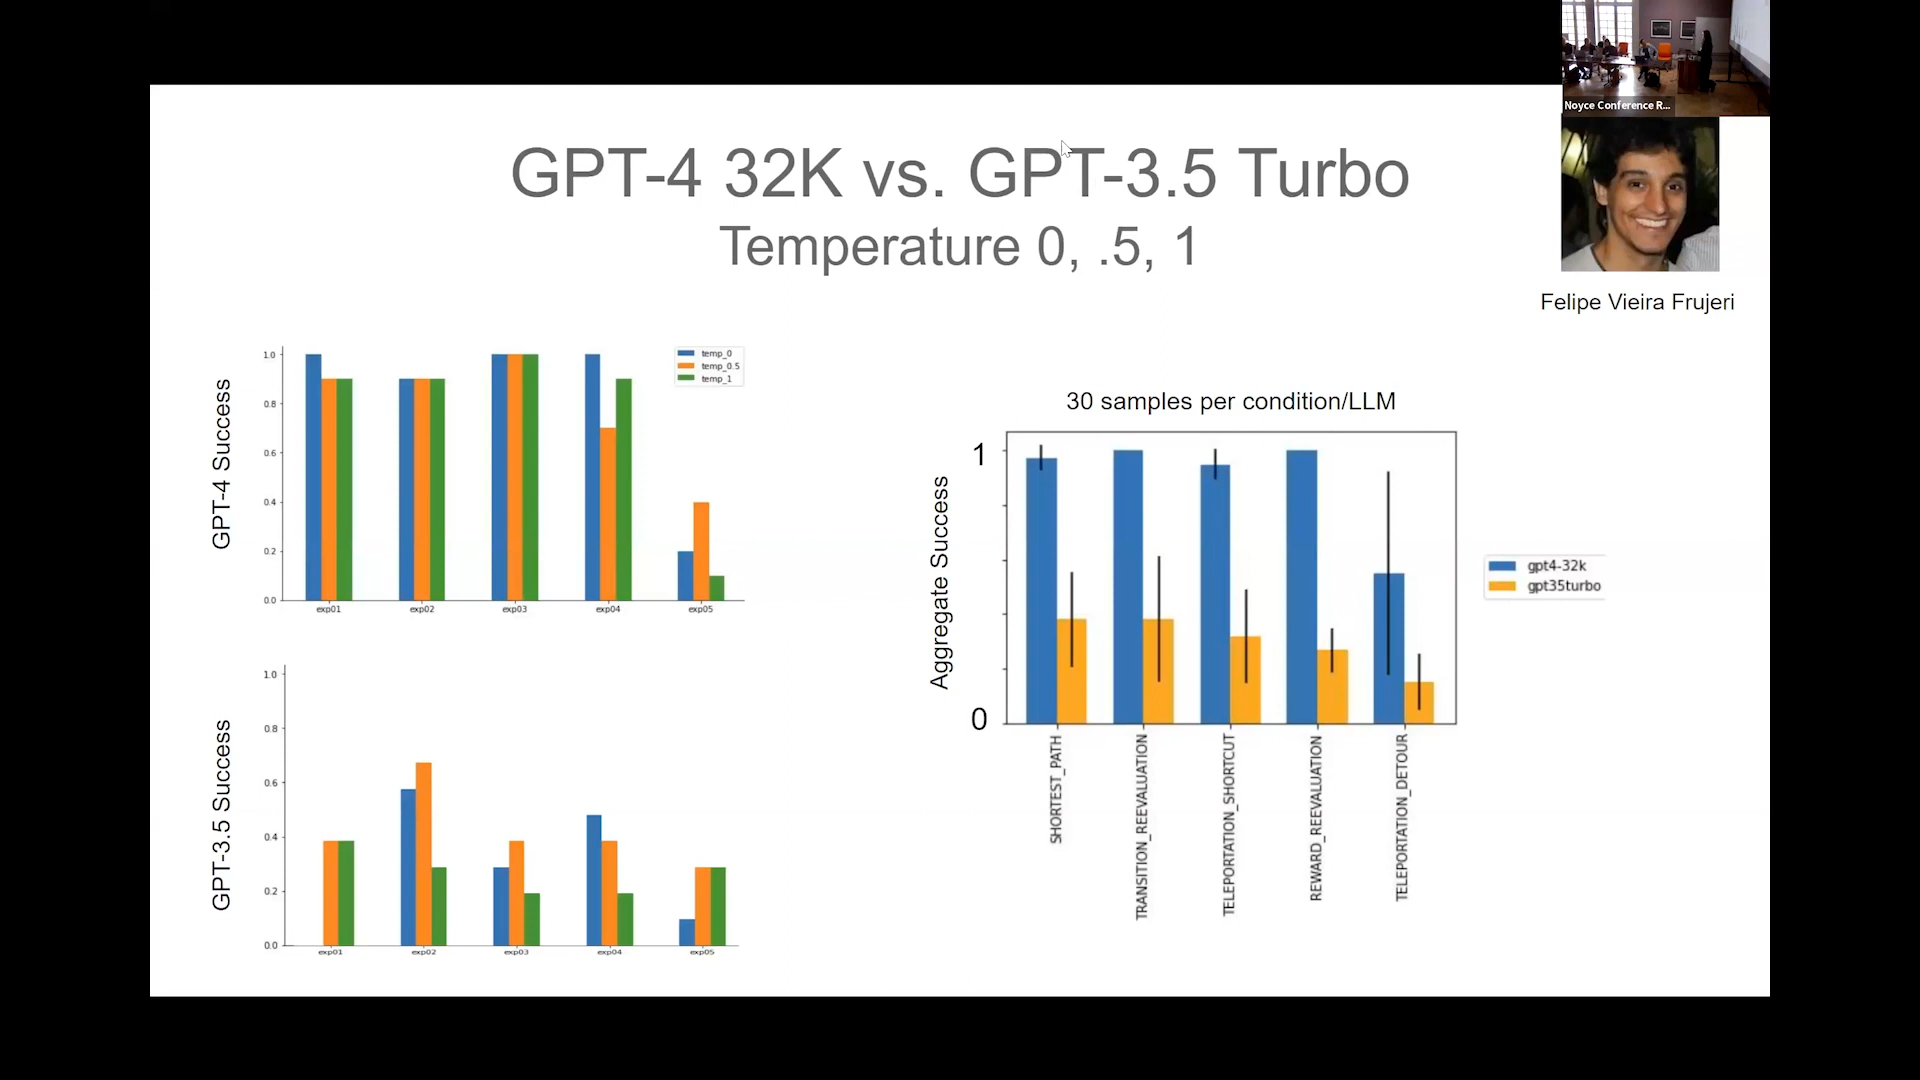 Noyce Conference R...
GPT-4 32K vs. GPT-3.5 Turbo
Temperature 0, .5, 1
Felipe Vieira Frujeri
GPT-4 Success
1.0
0.8
0.6
0.4
0.2
0.0
exp01 exp02 exp03 exp04 exp05
temp_0
temp_0.5
temp_1
GPT-3.5 Success
1.0
0.8
0.6
0.4
0.2
0.0
exp01 exp02 exp03 exp04 exp05
30 samples per condition/LLM
Aggregate Success
1
0
SHORTEST_PATH
TRANSITION_REEVALUATION
TELEPORTATION_SHORTCUT
REWARD_REEVALUATION
TELEPORTATION_DETOUR
gpt4-32k
gpt35turbo